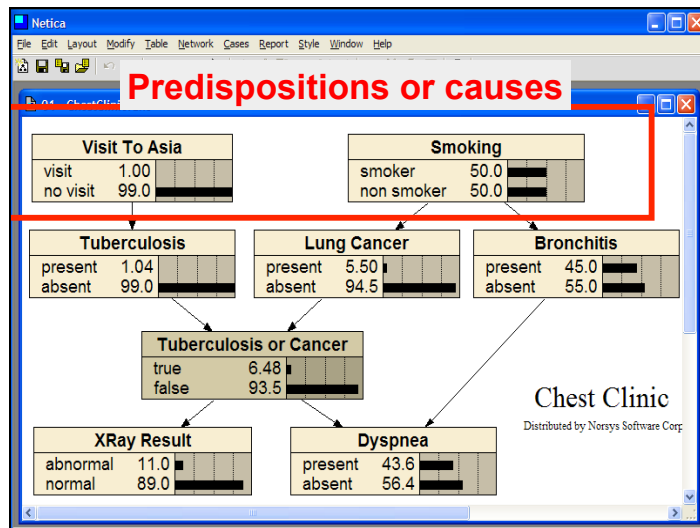 Netica
File Edit Layout Modify Table Network Cases Report Style Window Help
Predispositions or causes
Visit To Asia
visit 1.00
no visit 99.0
Smoking
smoker 50.0
non smoker 50.0
Tuberculosis
present 1.04
absent 99.0
Lung Cancer
present 5.50
absent 94.5
Bronchitis
present 45.0
absent 55.0
Tuberculosis or Cancer
true 6.48
false 93.5
Chest Clinic
Distributed by Norsys Software Corp
XRay Result
abnormal 11.0
normal 89.0
Dyspnea
present 43.6
absent 56.4